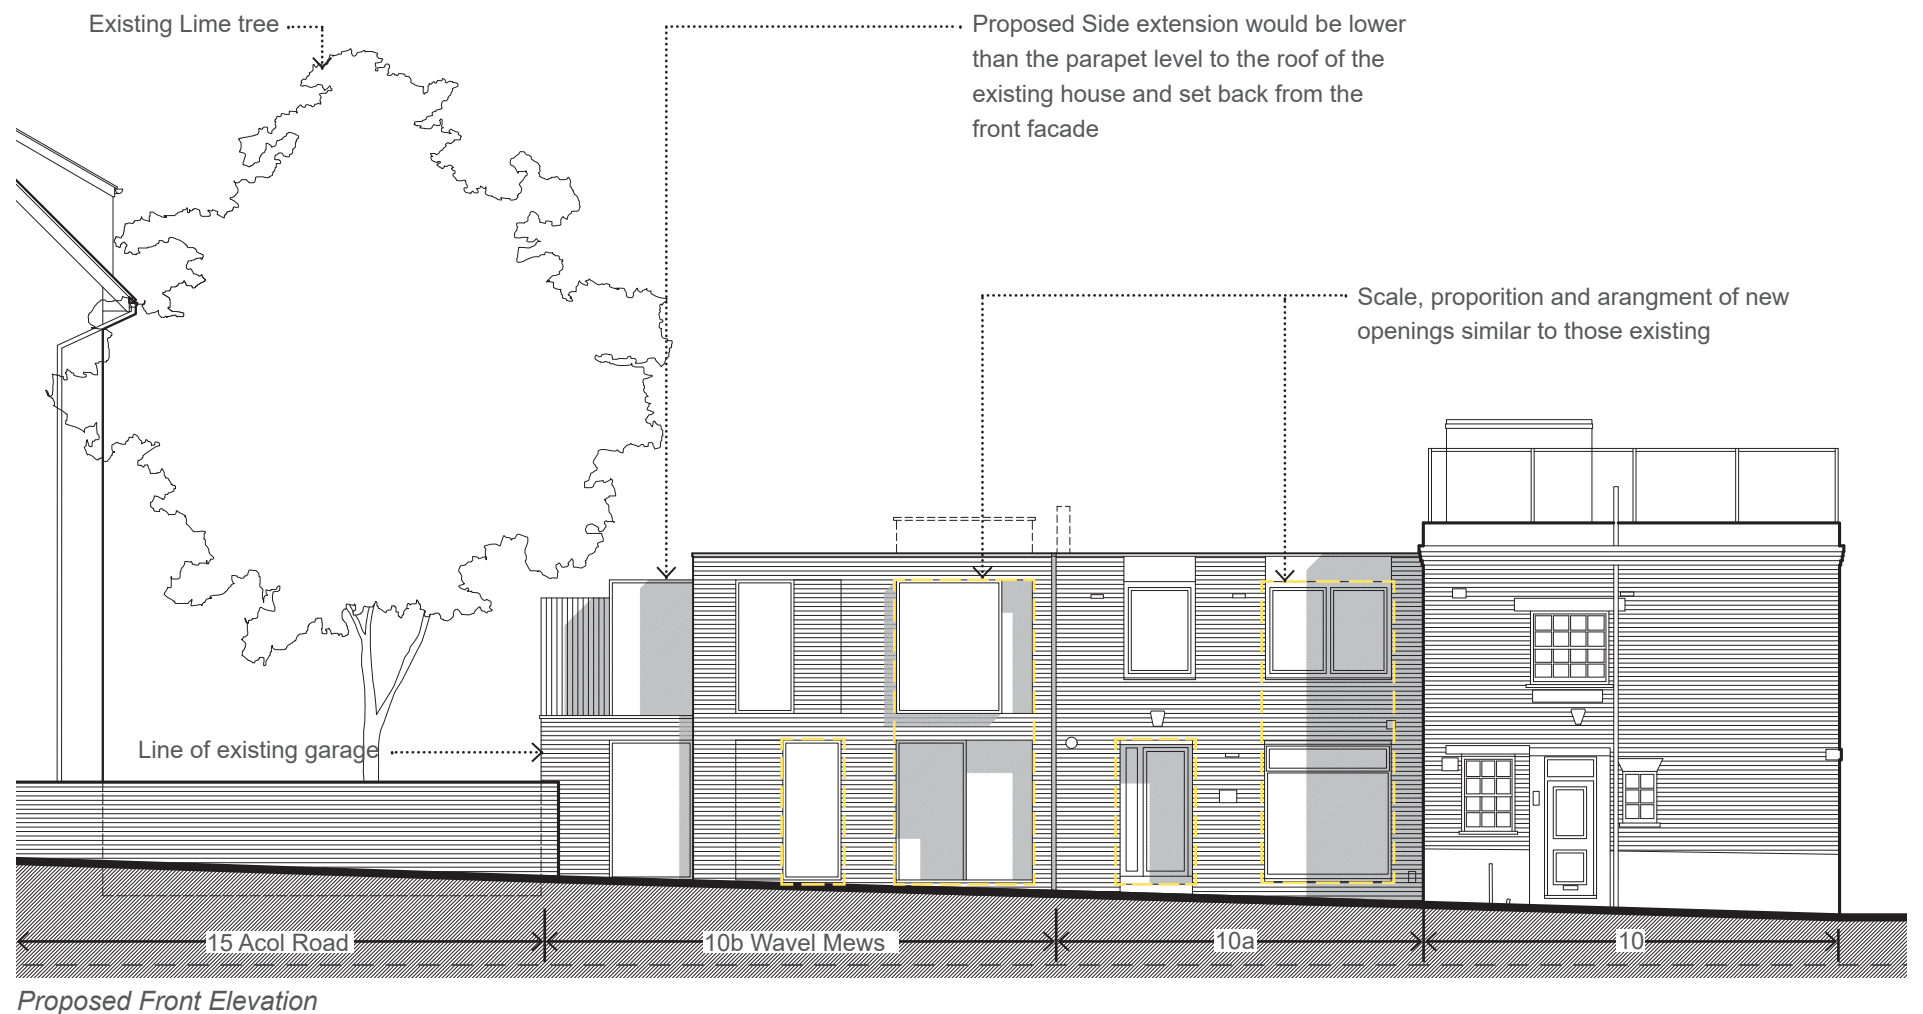 Existing Lime tree
Proposed Side extension would be lower
than the parapet level to the roof of the
existing house and set back from the
front facade
Scale, proporition and arangment of new
openings similar to those existing
Line of existing garage
15 Acol Road
10b Wavel Mews
10a
10
Proposed Front Elevation